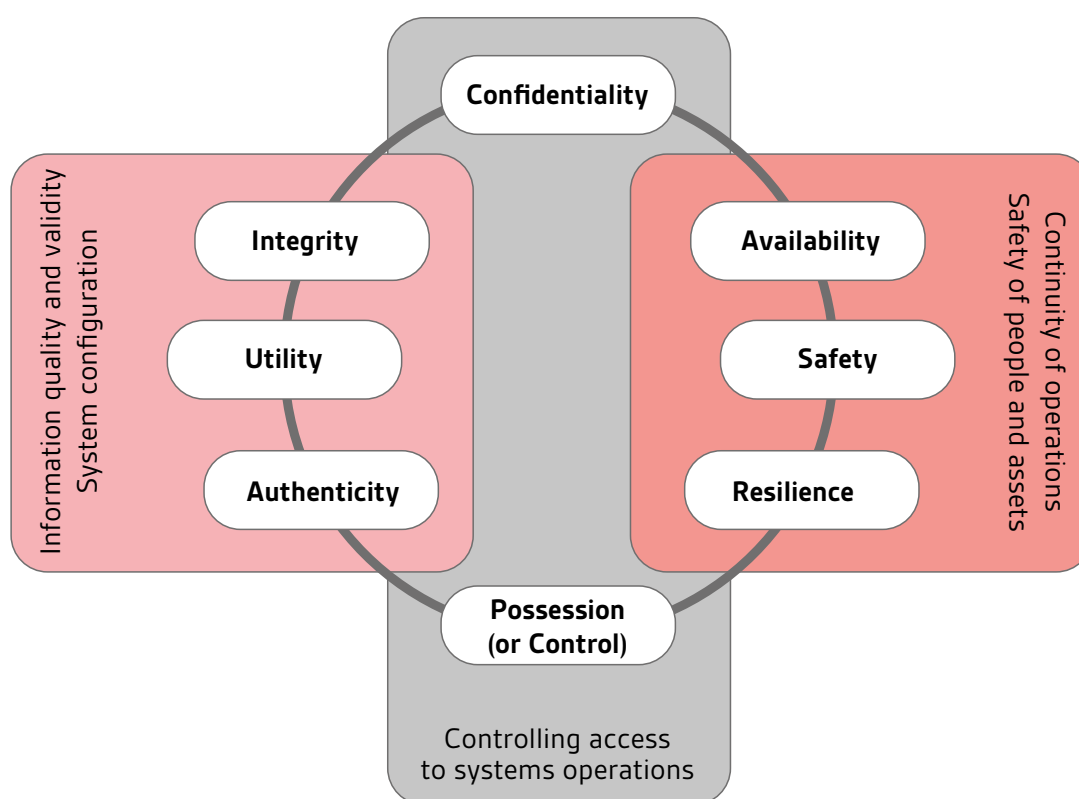 Confidentiality
Information quality and validity
System configuration
Integrity
Utility
Authenticity
Availability
Safety
Resilience
Continuity of operations
Safety of people and assets
Possession
(or Control)
Controlling access
to systems operations